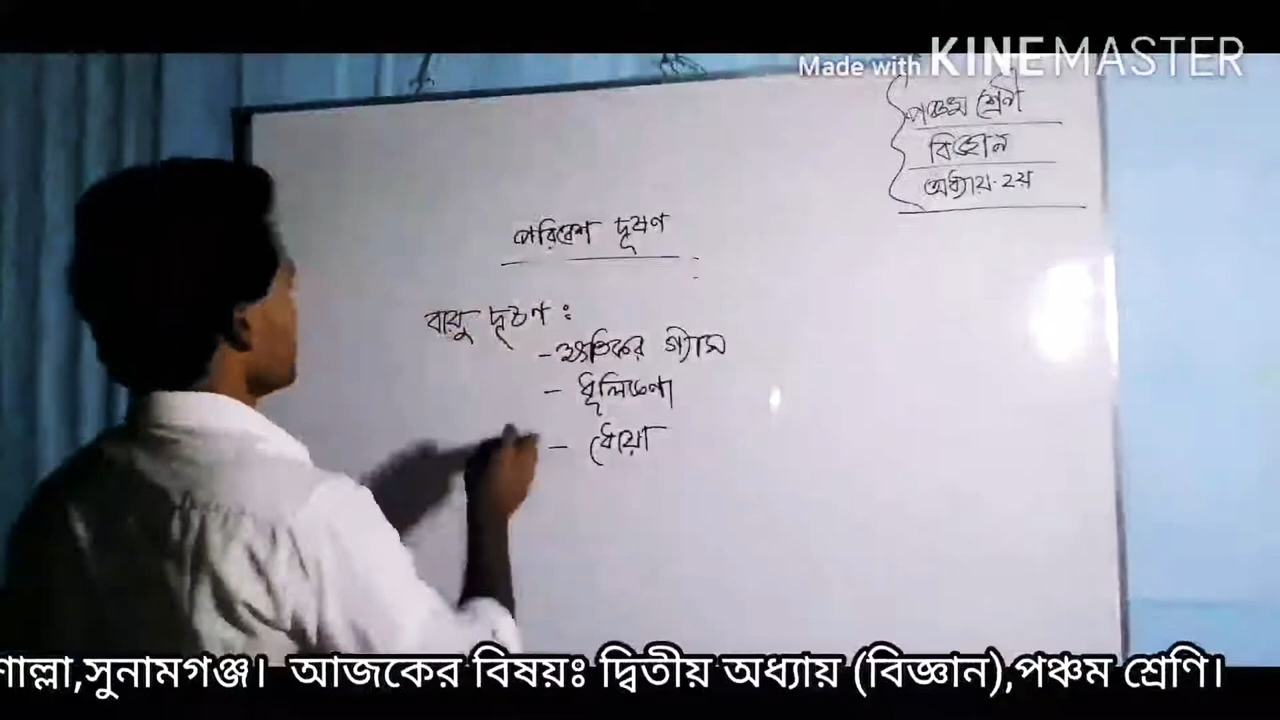 Made with KINEMASTER
পঞ্চম শ্রেণী
বিজ্ঞান
অধ্যায়-২য়
পরিবেশ দূষণ
বায়ু দূষণ :
- ক্ষতিকর গ্যাস
- ধূলিকণা
- ধোয়া
াল্লা,সুনামগঞ্জ। আজকের বিষয়ঃ দ্বিতীয় অধ্যায় (বিজ্ঞান),পঞ্চম শ্রেণি।